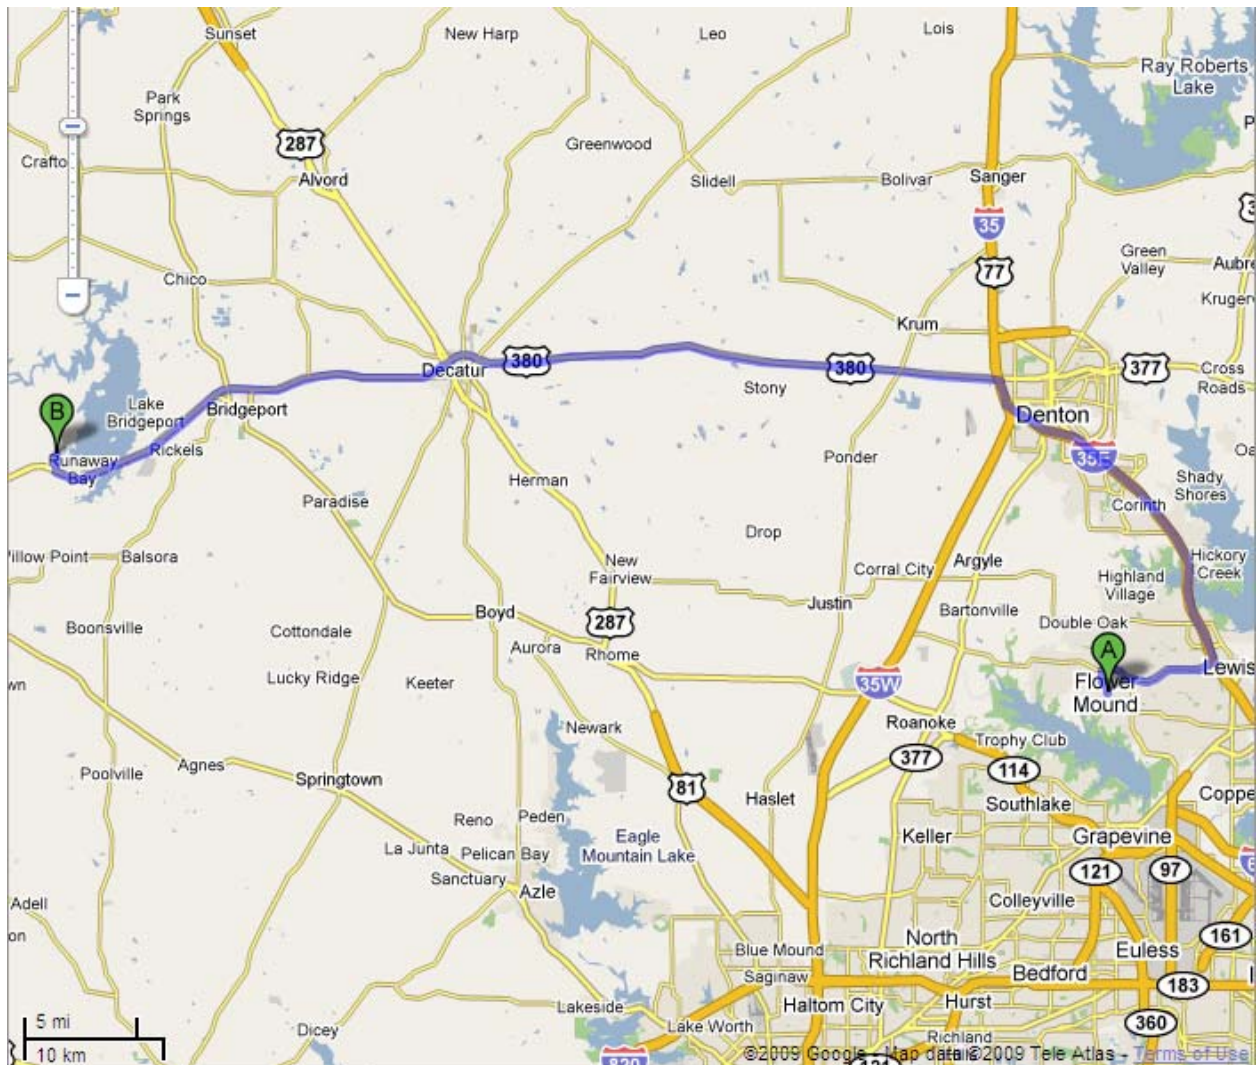 Sunset
New Harp
Leo
Lois
Ray Roberts
Lake
Park
Springs
287
Greenwood
Crafto
Alvord
Slidell
Bolivar
Sanger
35
77
Green
Valley
Aubre
Chico
Kruger
Krum
Decatur
380
380
377
Cross
Roads
Stony
B
Lake
Bridgeport
Bridgeport
Denton
Runaway
Bay
Rickels
Ponder
35E
Herman
Shady
Shores
Paradise
Corinth
Drop
Willow Point
Balsora
New
Fairview
Corral City
Argyle
Hickory
Creek
Highland
Village
Justin
Bartonville
Boyd
287
Boonsville
Cottondale
Double Oak
Aurora
Rhome
A
Lewis
Lucky Ridge
Keeter
35W
Flower
Mound
wn
Newark
Roanoke
Trophy Club
377
114
Poolville
Agnes
Springtown
81
Haslet
Southlake
Coppe
Reno
Peden
Eagle
Mountain Lake
Keller
Grapevine
La Junta
Pelican Bay
121
97
Sanctuary
Azle
Colleyville
Adell
on
North
Richland Hills
161
Blue Mound
Euless
Saginaw
Bedford
183
Lakeside
Haltom City
Hurst
5 mi
10 km
Dicey
Lake Worth
Richland
360
820
121
©2009 Google - Map data ©2009 Tele Atlas - Terms of Use